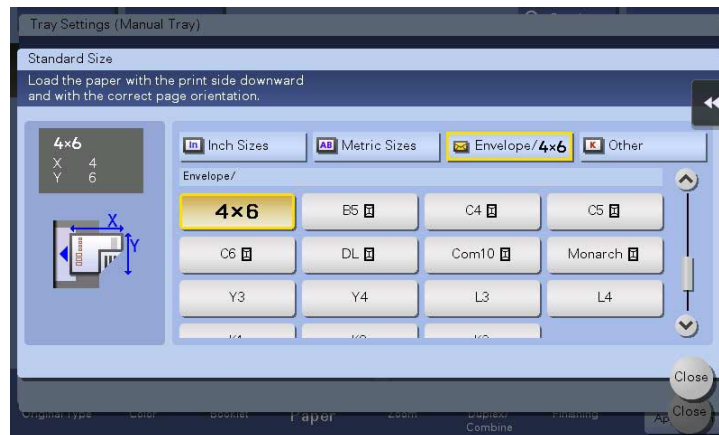 Tray Settings (Manual Tray)
Standard Size
Load the paper with the print side downward
and with the correct page orientation.
4×6
X 4
Y 6
In Inch Sizes
AB Metric Sizes
Envelope/4×6
K Other
Envelope/
4×6 B5 C4 C5
C6 DL Com10 Monarch
Y3 Y4 L3 L4
X
Y
Close
Close
Original Type Color Booklet Paper Zoom Duplex/ Finishing
Combine